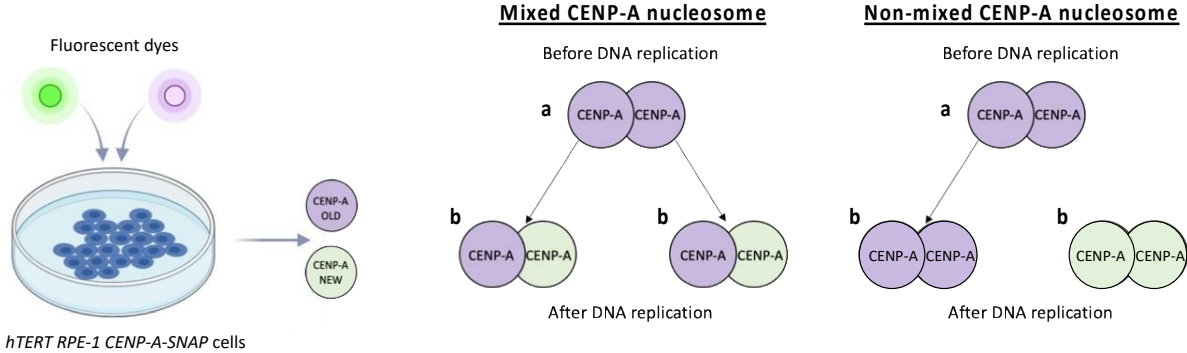 Fluorescent dyes
CENP-A
OLD
CENP-A
NEW
hTERT RPE-1 CENP-A-SNAP cells
Mixed CENP-A nucleosome
Before DNA replication
a
CENP-A CENP-A
b
CENP-A CENP-A
b
CENP-A CENP-A
After DNA replication
Non-mixed CENP-A nucleosome
Before DNA replication
a
CENP-A CENP-A
b
CENP-A CENP-A
b
CENP-A CENP-A
After DNA replication